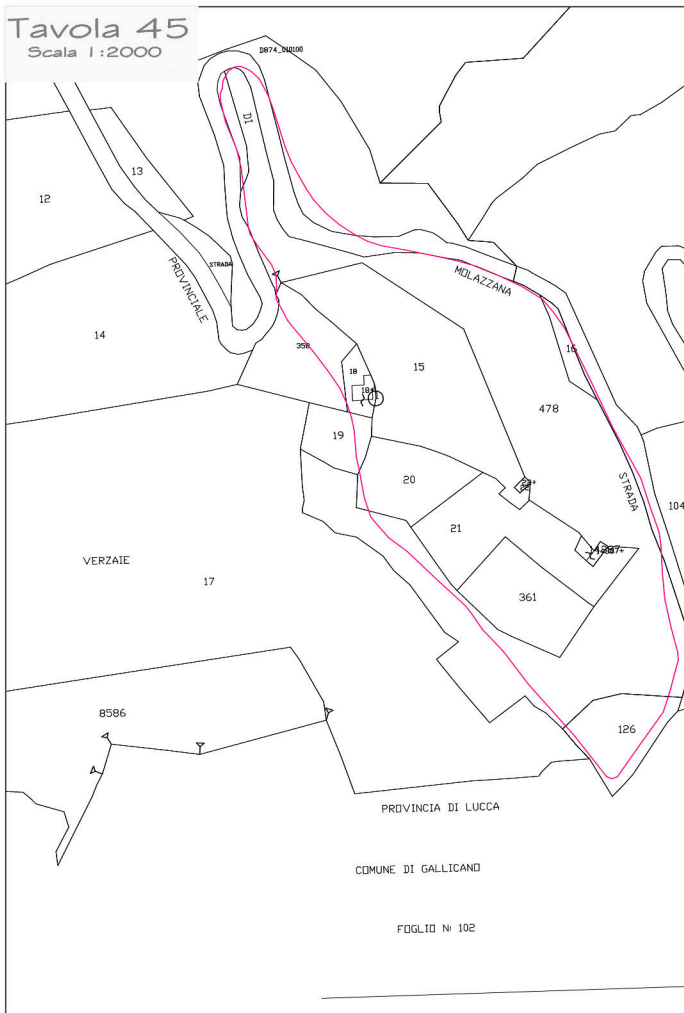 Tavola 45
Scala 1:2000
D874_010100
DI
13
12
STRADA
PROVINCIALE
MOLAZZANA
14
356
16
15
18
478
19
STRADA
20
104
21
VERZAIE
17
361
8586
126
PROVINCIA DI LUCCA
COMUNE DI GALLICANO
FOGLIO N: 102